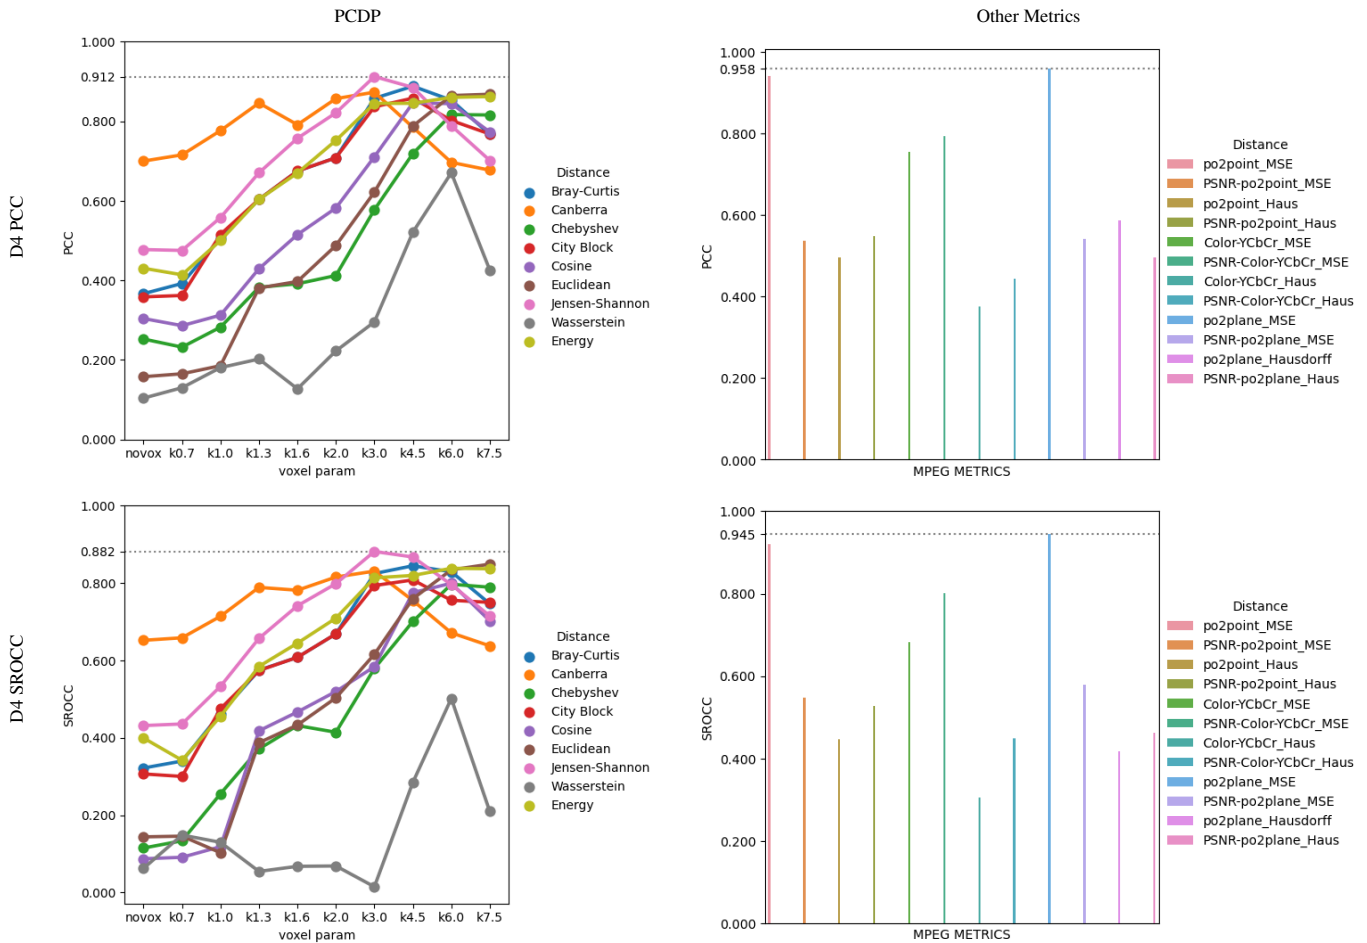 PCDP
Other Metrics
D4 PCC
PCC
1.000
0.912
0.800
0.600
0.400
0.200
0.000
novox k0.7 k1.0 k1.3 k1.6 k2.0 k3.0 k4.5 k6.0 k7.5
voxel param
Distance
Bray-Curtis
Canberra
Chebyshev
City Block
Cosine
Euclidean
Jensen-Shannon
Wasserstein
Energy
PCC
1.000
0.958
0.800
0.600
0.400
0.200
0.000
MPEG METRICS
Distance
po2point_MSE
PSNR-po2point_MSE
po2point_Haus
PSNR-po2point_Haus
Color-YCbCr_MSE
PSNR-Color-YCbCr_MSE
Color-YCbCr_Haus
PSNR-Color-YCbCr_Haus
po2plane_MSE
PSNR-po2plane_MSE
po2plane_Hausdorff
PSNR-po2plane_Haus
D4 SROCC
SROCC
1.000
0.882
0.800
0.600
0.400
0.200
0.000
novox k0.7 k1.0 k1.3 k1.6 k2.0 k3.0 k4.5 k6.0 k7.5
voxel param
Distance
Bray-Curtis
Canberra
Chebyshev
City Block
Cosine
Euclidean
Jensen-Shannon
Wasserstein
Energy
SROCC
1.000
0.945
0.800
0.600
0.400
0.200
0.000
MPEG METRICS
Distance
po2point_MSE
PSNR-po2point_MSE
po2point_Haus
PSNR-po2point_Haus
Color-YCbCr_MSE
PSNR-Color-YCbCr_MSE
Color-YCbCr_Haus
PSNR-Color-YCbCr_Haus
po2plane_MSE
PSNR-po2plane_MSE
po2plane_Hausdorff
PSNR-po2plane_Haus